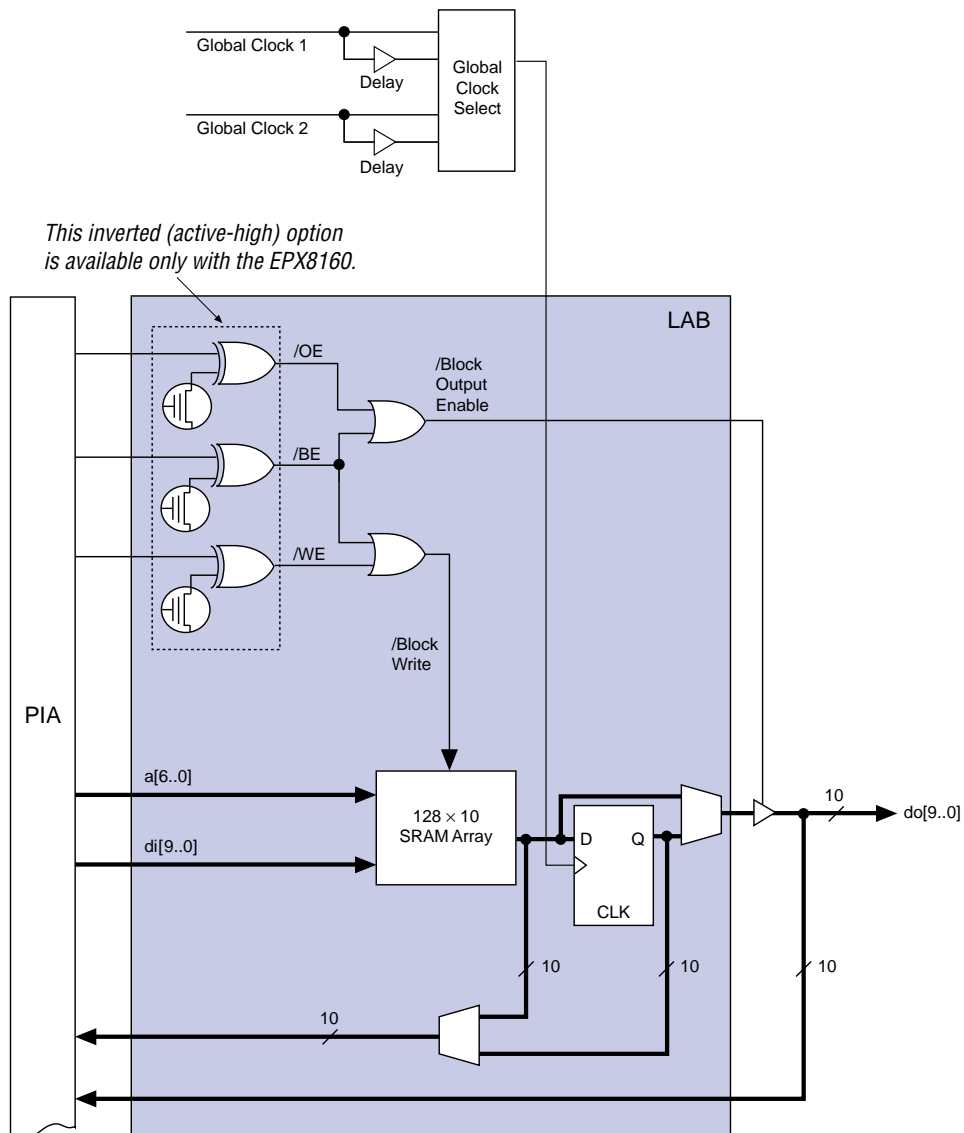 Global Clock 1
Delay
Global Clock 2
Delay
Global
Clock
Select
This inverted (active-high) option
is available only with the EPX8160.
LAB
/OE
/BE
/WE
/Block
Output
Enable
/Block
Write
PIA
a[6..0]
di[9..0]
128 × 10
SRAM Array
D
Q
CLK
10
do[9..0]
10
10
10
10